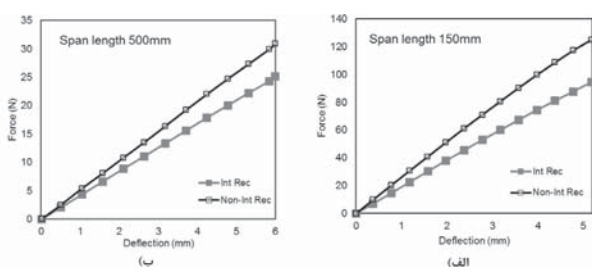 Span length 500mm
Force (N)
35
30
25
20
15
10
5
0
0 1 2 3 4 5 6
Int Rec
Non-Int Rec
Deflection (mm)
ب)
Span length 150mm
Force (N)
140
120
100
80
60
40
20
0
0 1 2 3 4 5
Int Rec
Non-Int Rec
Deflection (mm)
الف)